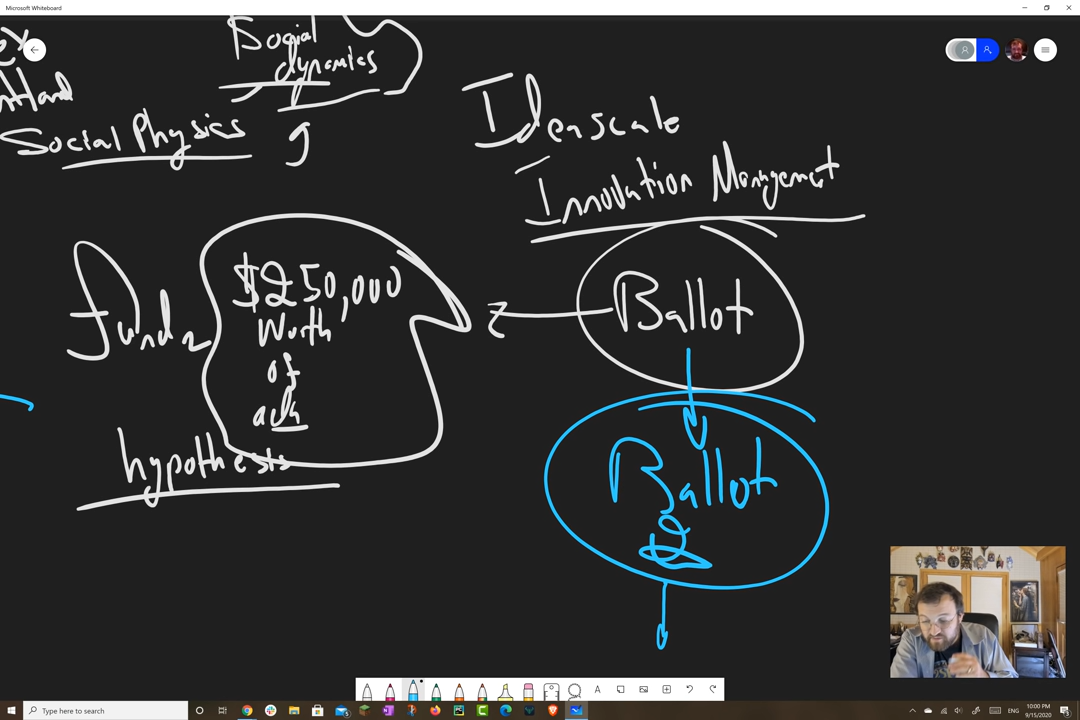 Microsoft Whiteboard
Social
dynamics
Social Physics
g
Ideascale
Innovation Management
fund 2
$250,000
Worth
of
ada
hypothesis
Ballot
Ballot
2
Type here to search
ENG
10:00 PM
9/15/2020